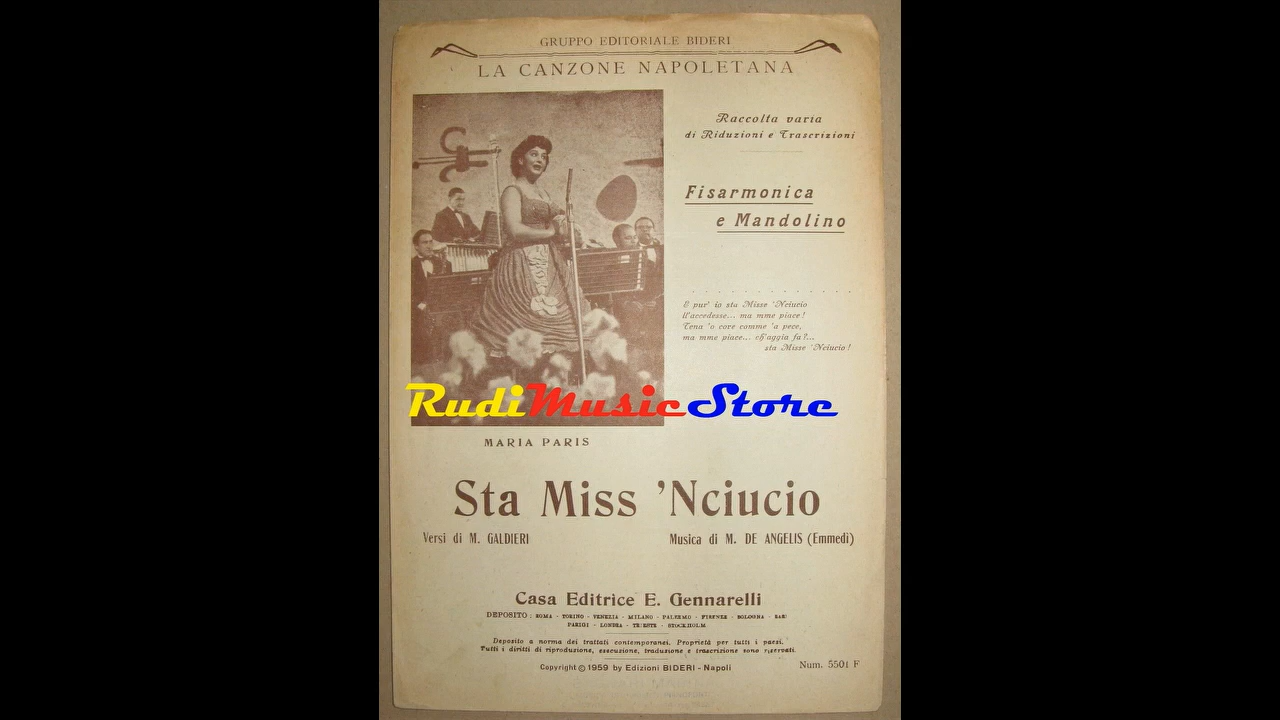 GRUPPO EDITORIALE BIDERI
LA CANZONE NAPOLETANA
Raccolta varia
di Riduzioni e Trascrizioni
Fisarmonica
e Mandolino
E pur' io sta Misse 'Nciucio
ll'accedesse... ma mme piace!
Tena 'o core comme 'a pece,
ma mme piace... ch'aggia fa?...
sta Misse 'Nciucio!
RudiMusicStore
MARIA PARIS
Sta Miss 'Nciucio
Versi di M. GALDIERI
Musica di M. DE ANGELIS (Emmedi)
Casa Editrice E. Gennarelli
DEPOSITO: ROMA - TORINO - VENEZIA - MILANO - PALERMO - FIRENZE - BOLOGNA - BARI
PARIGI - LONDRA - TRIESTE - STOCKHOLM
Deposito a norma dei trattati contemporanei. Proprietà per tutti i paesi.
Tutti i diritti di riproduzione, esecuzione, traduzione e trascrizione sono riservati.
Copyright © 1959 by Edizioni BIDERI - Napoli
Num. 5501 F